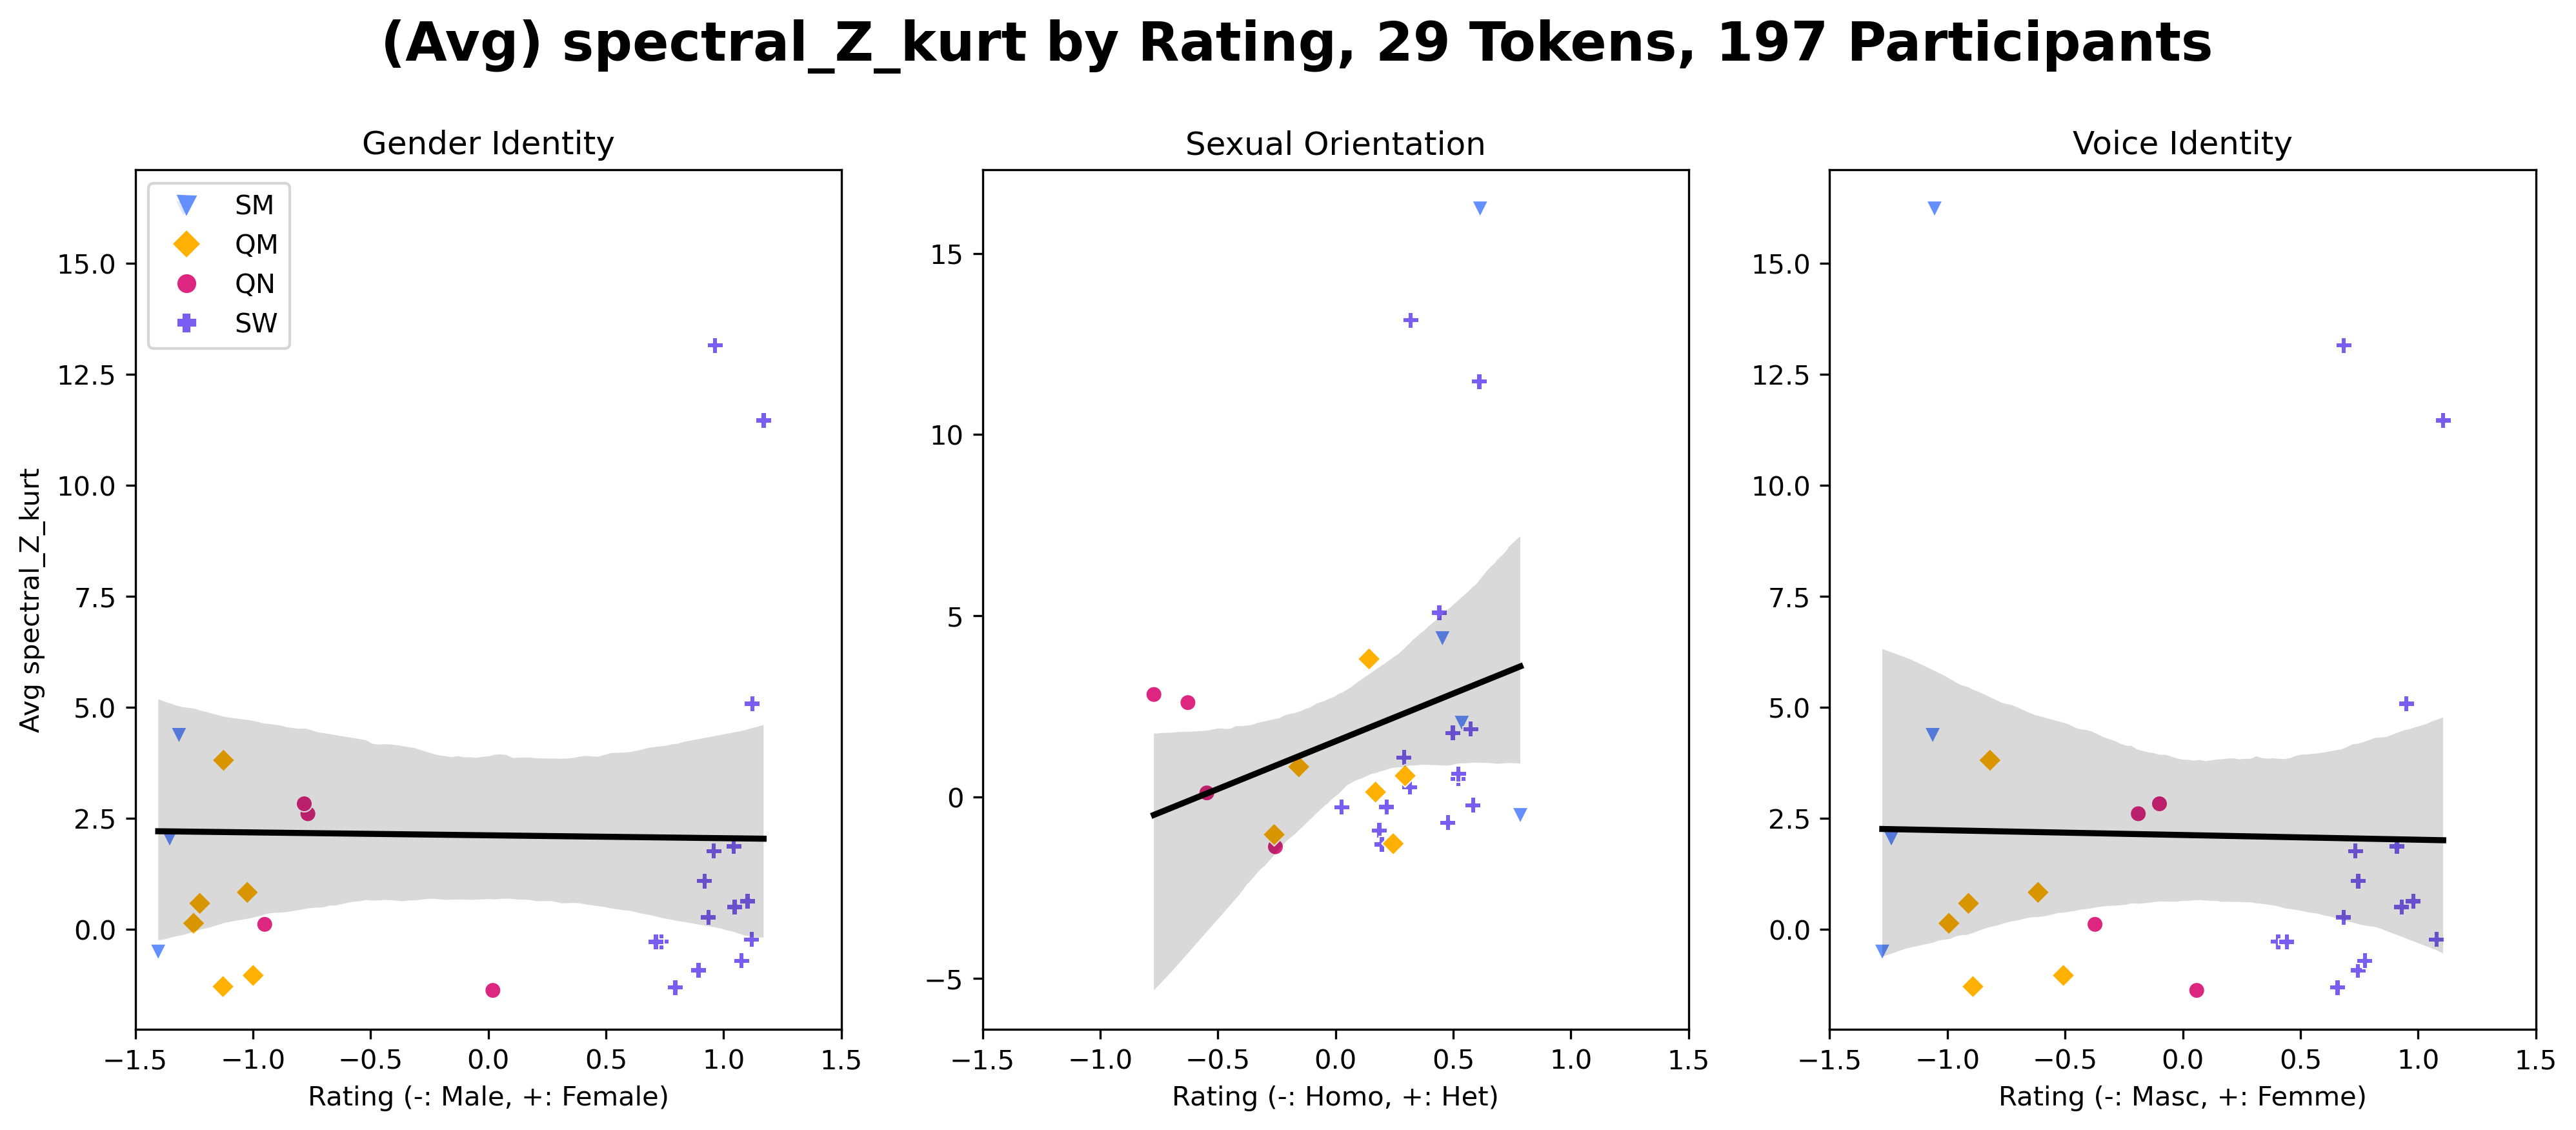 (Avg) spectral_Z_kurt by Rating, 29 Tokens, 197 Participants
Gender Identity
SM
QM
QN
SW
15.0
12.5
10.0
7.5
5.0
2.5
0.0
Avg spectral_Z_kurt
−1.5 −1.0 −0.5 0.0 0.5 1.0 1.5
Rating (-: Male, +: Female)
Sexual Orientation
15
10
5
0
−5
−1.5 −1.0 −0.5 0.0 0.5 1.0 1.5
Rating (-: Homo, +: Het)
Voice Identity
15.0
12.5
10.0
7.5
5.0
2.5
0.0
−1.5 −1.0 −0.5 0.0 0.5 1.0 1.5
Rating (-: Masc, +: Femme)